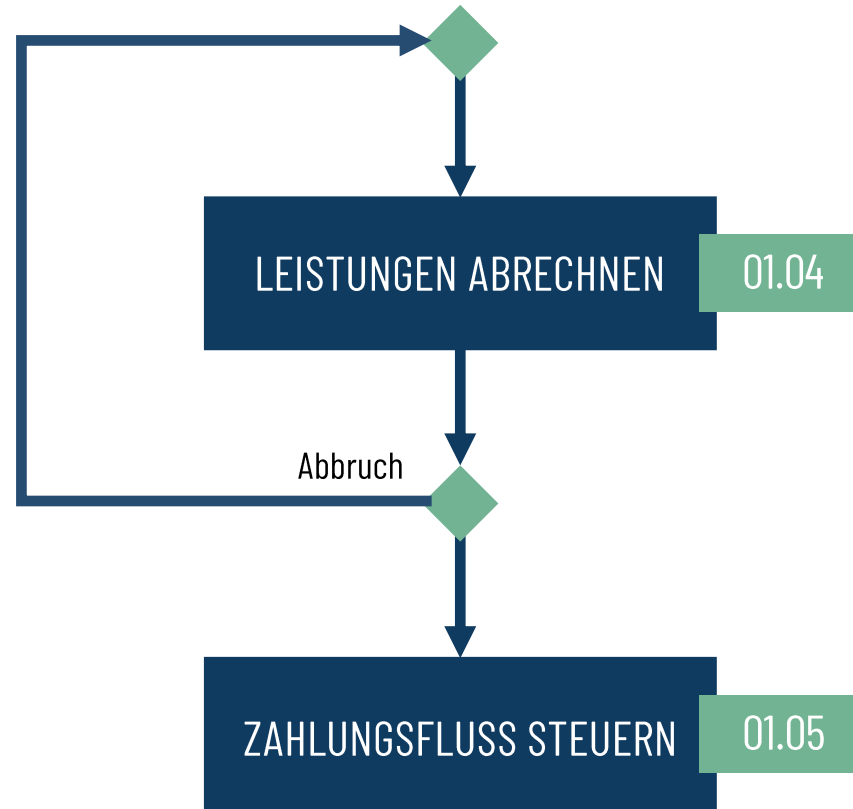 LEISTUNGEN ABRECHNEN
01.04
Abbruch
ZAHLUNGSFLUSS STEUERN
01.05